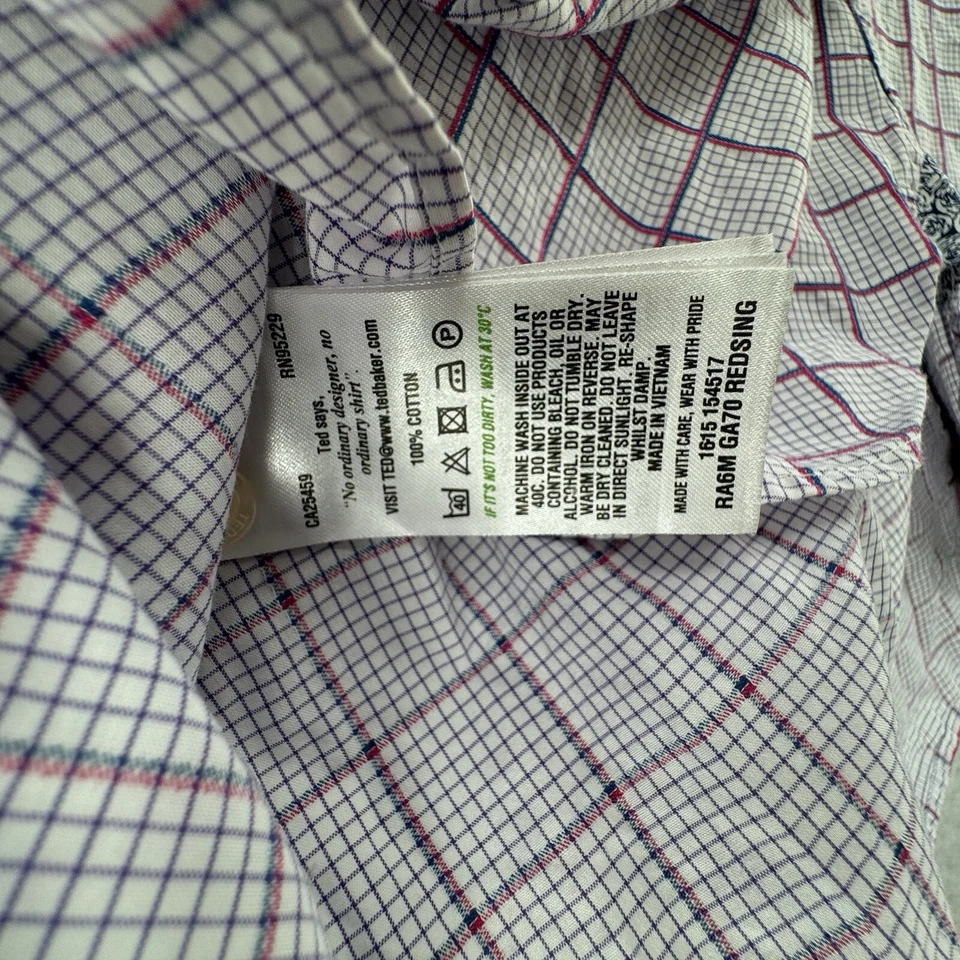 RN95229
CA25459
Ted says,
"No ordinary designer, no
ordinary shirt".
VISIT TED@www.tedbaker.com
100% COTTON
40 P
IF IT'S NOT TOO DIRTY, WASH AT 30°C
MACHINE WASH INSIDE OUT AT
40C. DO NOT USE PRODUCTS
CONTAINING BLEACH, OIL OR
ALCOHOL. DO NOT TUMBLE DRY.
WARM IRON ON REVERSE. MAY
BE DRY CLEANED. DO NOT LEAVE
IN DIRECT SUNLIGHT. RE-SHAPE
WHILST DAMP.
MADE IN VIETNAM
MADE WITH CARE, WEAR WITH PRIDE
1615 154517
RA6M GA70 REDSING
TED